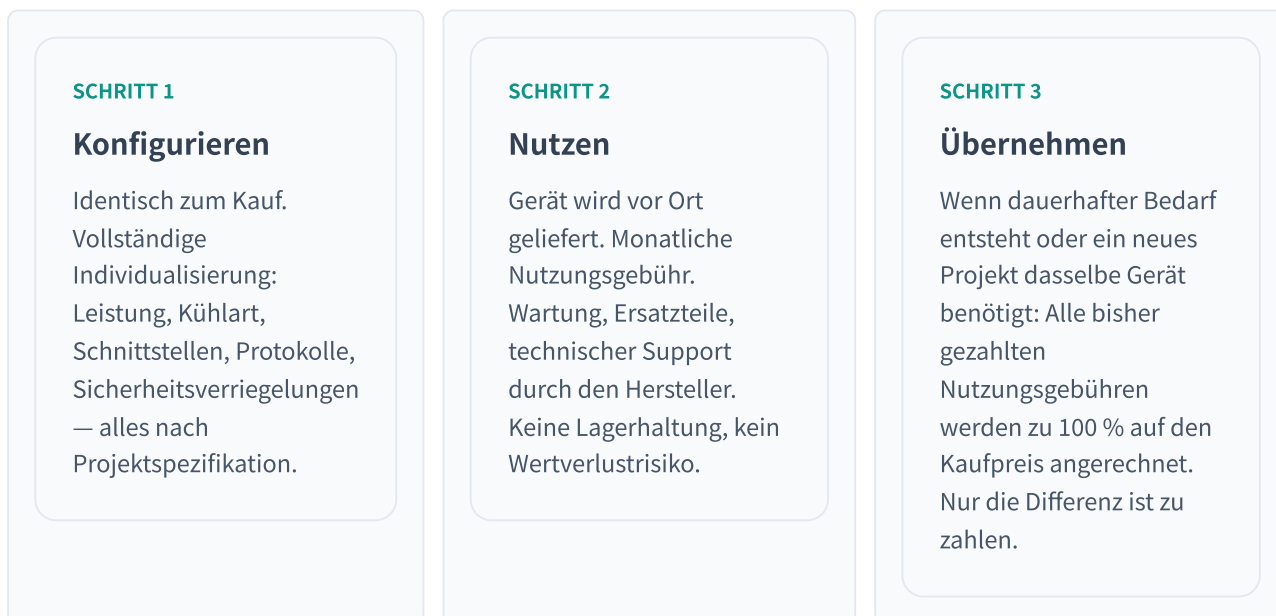 SCHRITT 1
Konfigurieren
Identisch zum Kauf.
Vollständige
Individualisierung:
Leistung, Kühlart,
Schnittstellen, Protokolle,
Sicherheitsverriegelungen
— alles nach
Projektspezifikation.
SCHRITT 2
Nutzen
Gerät wird vor Ort
geliefert. Monatliche
Nutzungsgebühr.
Wartung, Ersatzteile,
technischer Support
durch den Hersteller.
Keine Lagerhaltung, kein
Wertverlustrisiko.
SCHRITT 3
Übernehmen
Wenn dauerhafter Bedarf
entsteht oder ein neues
Projekt dasselbe Gerät
benötigt: Alle bisher
gezahlten
Nutzungsgebühren
werden zu 100 % auf den
Kaufpreis angerechnet.
Nur die Differenz ist zu
zahlen.